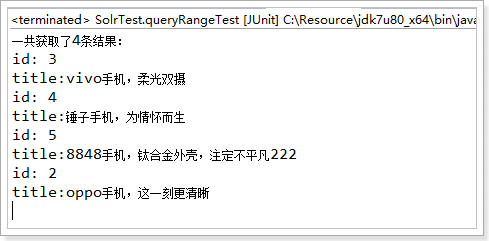 <terminated> SolrTest.queryRangeTest [JUnit] C:\Resource\jdk7u80_x64\bin\java
一共获取了4条结果：
id: 3
title:vivo手机，柔光双摄
id: 4
title:锤子手机，为情怀而生
id: 5
title:8848手机，钛合金外壳，注定不平凡222
id: 2
title:oppo手机，这一刻更清晰